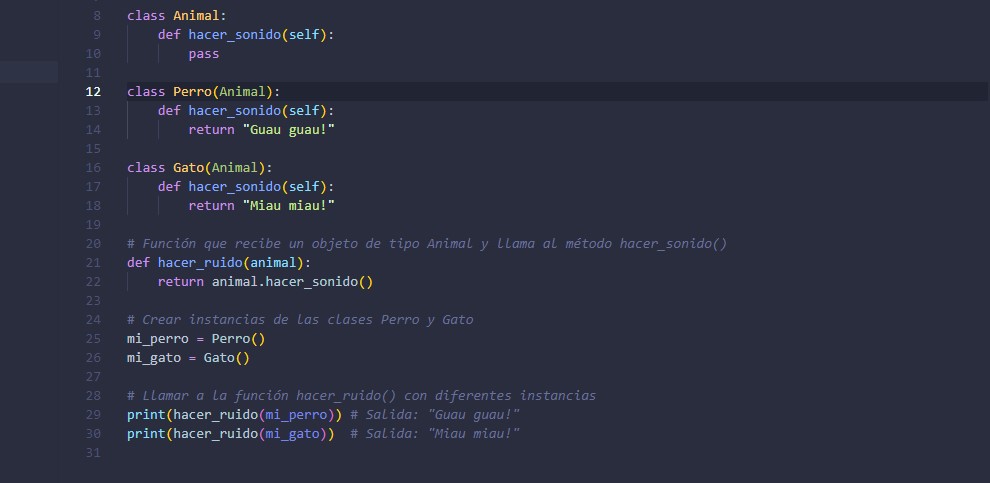 8 class Animal:
9     def hacer_sonido(self):
10         pass
11
12 class Perro(Animal):
13     def hacer_sonido(self):
14         return "Guau guau!"
15
16 class Gato(Animal):
17     def hacer_sonido(self):
18         return "Miau miau!"
19
20 # Función que recibe un objeto de tipo Animal y llama al método hacer_sonido()
21 def hacer_ruido(animal):
22     return animal.hacer_sonido()
23
24 # Crear instancias de las clases Perro y Gato
25 mi_perro = Perro()
26 mi_gato = Gato()
27
28 # Llamar a la función hacer_ruido() con diferentes instancias
29 print(hacer_ruido(mi_perro)) # Salida: "Guau guau!"
30 print(hacer_ruido(mi_gato))  # Salida: "Miau miau!"
31